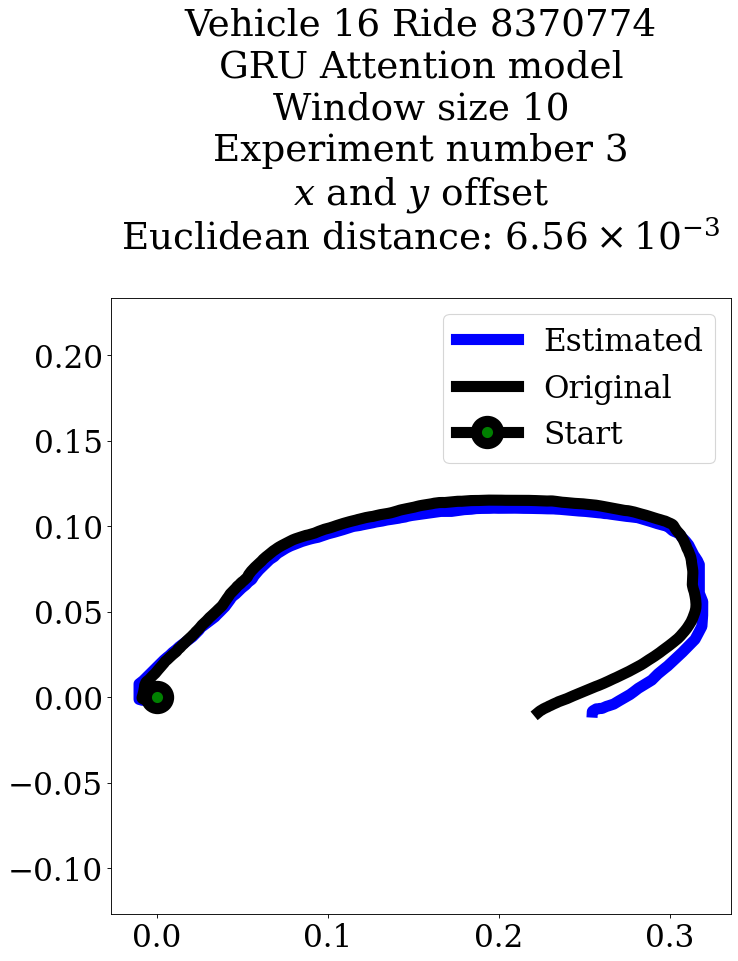 Vehicle 16 Ride 8370774
GRU Attention model
Window size 10
Experiment number 3
x and y offset
Euclidean distance: 6.56 × 10⁻³
Estimated
Original
Start
0.20
0.15
0.10
0.05
0.00
−0.05
−0.10
0.0 0.1 0.2 0.3